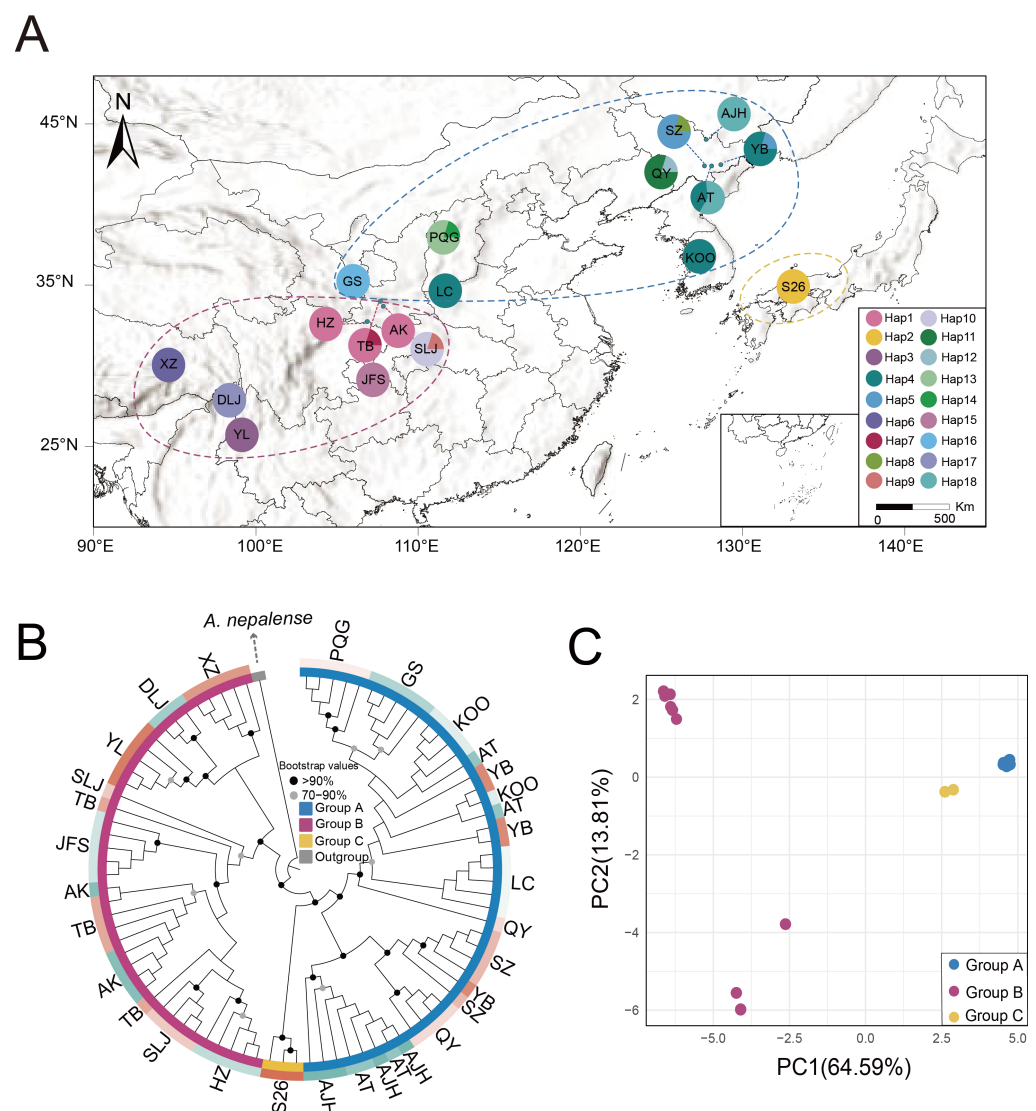 A
N
45°N
35°N
25°N
90°E
100°E
110°E
120°E
130°E
140°E
AJH
SZ
YB
QY
AT
PQG
KOO
GS
LC
S26
HZ
AK
TB
SLJ
XZ
JFS
DLJ
YL
Hap1
Hap2
Hap3
Hap4
Hap5
Hap6
Hap7
Hap8
Hap9
Hap10
Hap11
Hap12
Hap13
Hap14
Hap15
Hap16
Hap17
Hap18
0
500
Km
B
A. nepalense
PQG
GS
KOO
AT
YB
KOO
AT
YB
LC
QY
SZ
YB
SZ
QY
AJH
AT
AJH
AT
AJH
S26
HZ
SLJ
TB
AK
TB
AK
JFS
TB
SLJ
YL
DLJ
XZ
Bootstrap values
>90%
70−90%
Group A
Group B
Group C
Outgroup
C
PC2(13.81%)
2
0
−2
−4
−6
−5.0
−2.5
0.0
2.5
5.0
PC1(64.59%)
Group A
Group B
Group C